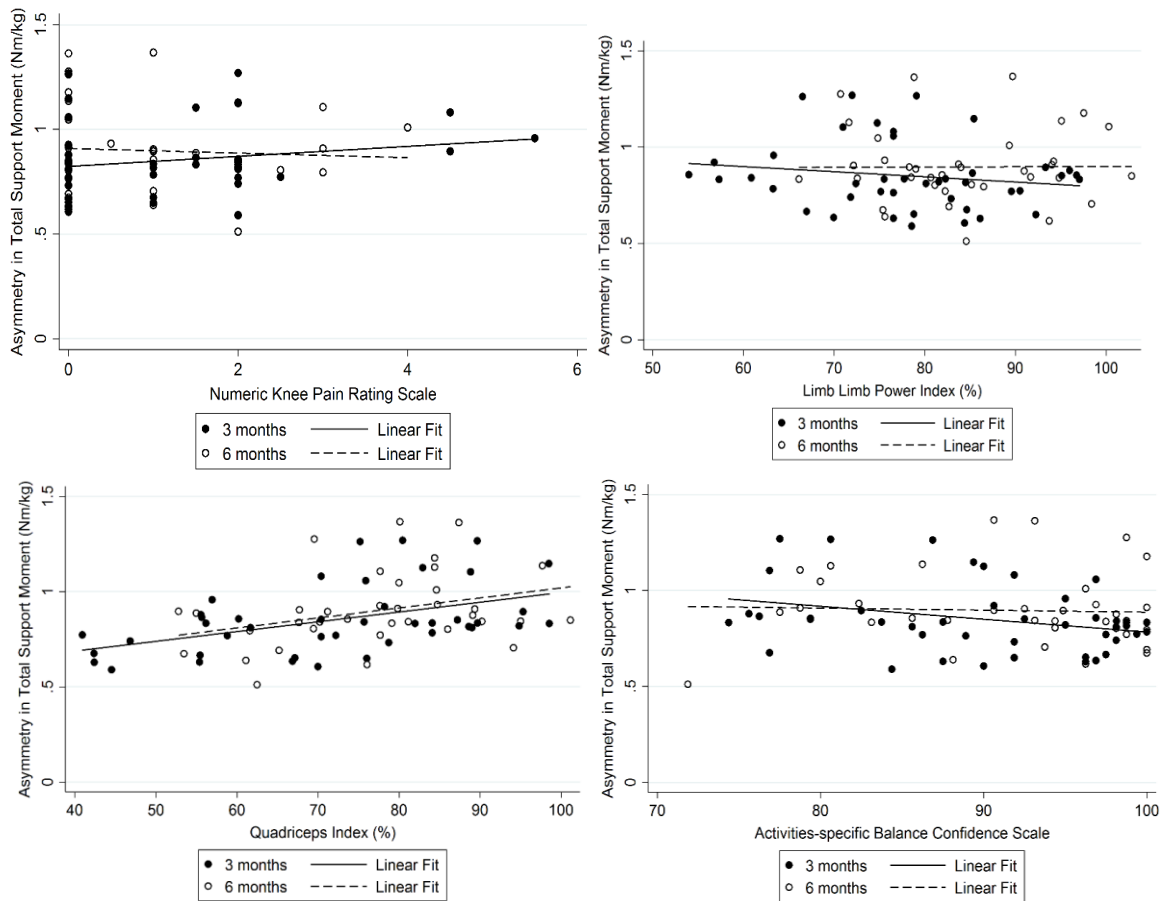 Asymmetry in Total Support Moment (Nm/kg)
1.5
1
.5
0
0 2 4 6
Numeric Knee Pain Rating Scale
3 months Linear Fit
6 months Linear Fit
Asymmetry in Total Support Moment (Nm/kg)
1.5
1
.5
0
50 60 70 80 90 100
Limb Limb Power Index (%)
3 months Linear Fit
6 months Linear Fit
Asymmetry in Total Support Moment (Nm/kg)
1.5
1
.5
0
40 50 60 70 80 90 100
Quadriceps Index (%)
3 months Linear Fit
6 months Linear Fit
Asymmetry in Total Support Moment (Nm/kg)
1.5
1
.5
0
70 80 90 100
Activities-specific Balance Confidence Scale
3 months Linear Fit
6 months Linear Fit